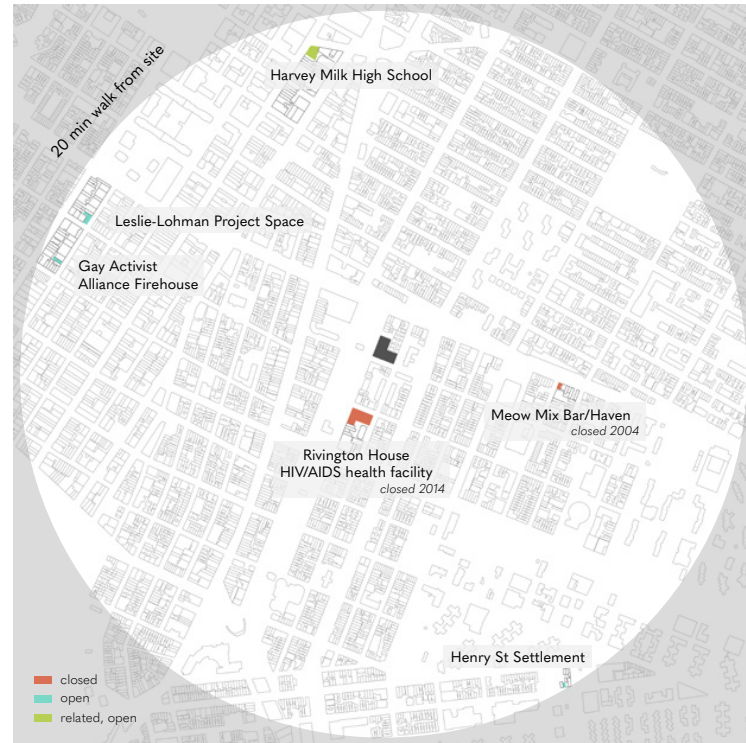 20 min walk from site
Harvey Milk High School
Leslie-Lohman Project Space
Gay Activist
Alliance Firehouse
Meow Mix Bar/Haven
closed 2004
Rivington House
HIV/AIDS health facility
closed 2014
Henry St Settlement
closed
open
related, open